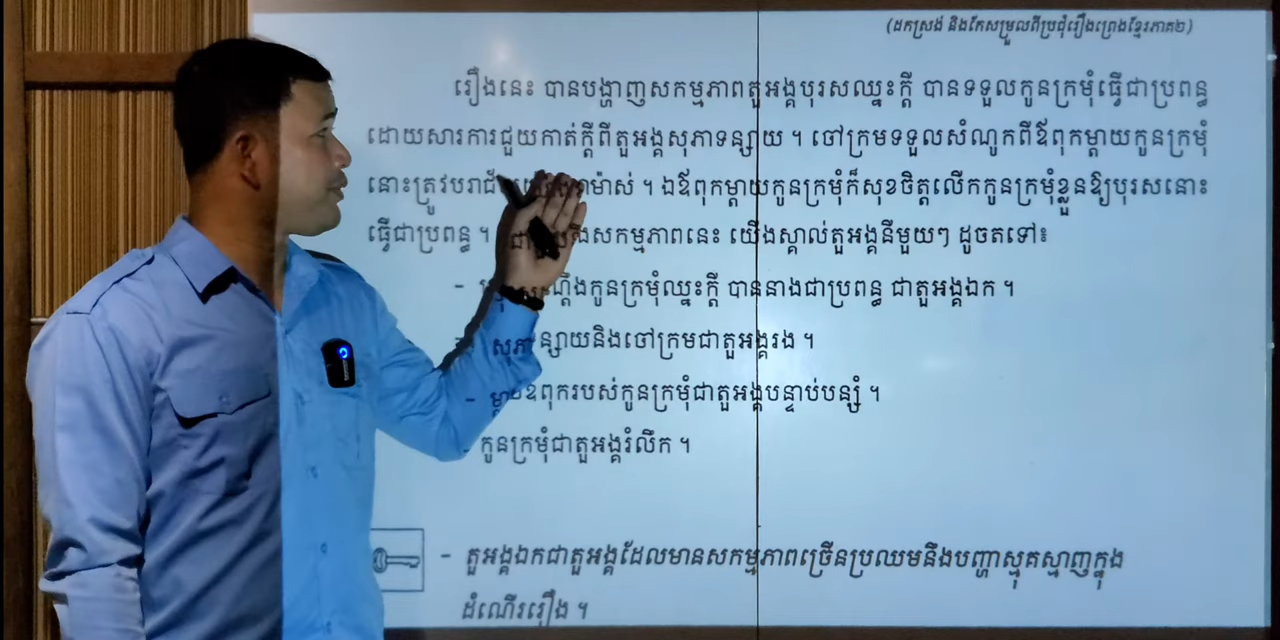 (ដកស្រង់ និងកែសម្រួលពីប្រជុំរឿងព្រេងខ្មែរភាគ២)
រឿងនេះ បានបង្ហាញសកម្មភាពតួអង្គបុរសឈ្នះក្ដី បានទទួលកូនក្រមុំធ្វើជាប្រពន្ធ
ដោយសារការជួយកាត់ក្ដីពីតួអង្គសុភាទន្សាយ ។ ចៅក្រមទទួលសំណូកពីឪពុកម្ដាយកូនក្រមុំ
នោះត្រូវបរាជ័យ ។ ឯឪពុកម្ដាយកូនក្រមុំក៏សុខចិត្តលើកកូនក្រមុំខ្លួនឱ្យបុរសនោះ
ធ្វើជាប្រពន្ធ ។ សកម្មភាពនេះ យើងស្គាល់តួអង្គនីមួយៗ ដូចតទៅ៖
- ដណ្ដឹងកូនក្រមុំឈ្នះក្ដី បាននាងជាប្រពន្ធ ជាតួអង្គឯក ។
សុភាទន្សាយនិងចៅក្រមជាតួអង្គរង ។
- ម្ដាយឪពុករបស់កូនក្រមុំជាតួអង្គបន្ទាប់បន្សំ ។
- កូនក្រមុំជាតួអង្គរំលឹក ។
- តួអង្គឯកជាតួអង្គដែលមានសកម្មភាពច្រើនប្រឈមនឹងបញ្ហាស្មុគស្មាញក្នុង
ដំណើររឿង ។